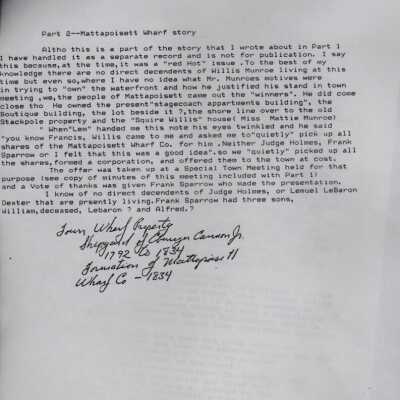 Part 2--Mattapoisett Wharf story
Altho this is a part of the story that I wrote about in Part 1
I have handled it as a separate record and is not for publication. I say
this because,at the time,it was a "red Hot" issue .To the best of my
knowledge there are no direct decendents of Willis Munroe living at this
time but even so,where I have no idea what Mr. Munroes motives were
in trying to "own" the waterfront and how he justified his stand in town
meeting ,we,the people of Mattapoisett came out the "winners". He did come
close tho : He owned the present"stagecoach appartments building", the
Boutique building, the lot beside it ?,the shore line over to the old
Stackpole property and the "Squire Willis" house( Miss Mattie Munroe)
" When"Lem" handed me this note his eyes twinkled and he said
"you know Francis, Willis came to me and asked me to"quietly" pick up all
shares of the Mattapoisett Wharf Co. for him .Neither Judge Holmes, Frank
Sparrow or I felt that this was a good idea".so we "quietly" picked up all
the shares,formed a corporation, and offered them to the town at cost.
The offer was taken up at a Special Town Meeting held for that
purpose (see copy of minutes of this meeting included with Part 1)
and a Vote of thanks was given Frank Sparrow who made the presentation.
I know of no direct decendents of Judge Holmes, or Lemuel LeBaron
Dexter that are prsently living.Frank Sparrow had three sons,
William,deceased, Lebaron ? and Alfred.?
Town Wharf Property
Shipyard of Ebenezer Cannon Jr.
1792 to 1834
Formation of Mattapoisett
Wharf Co - 1834